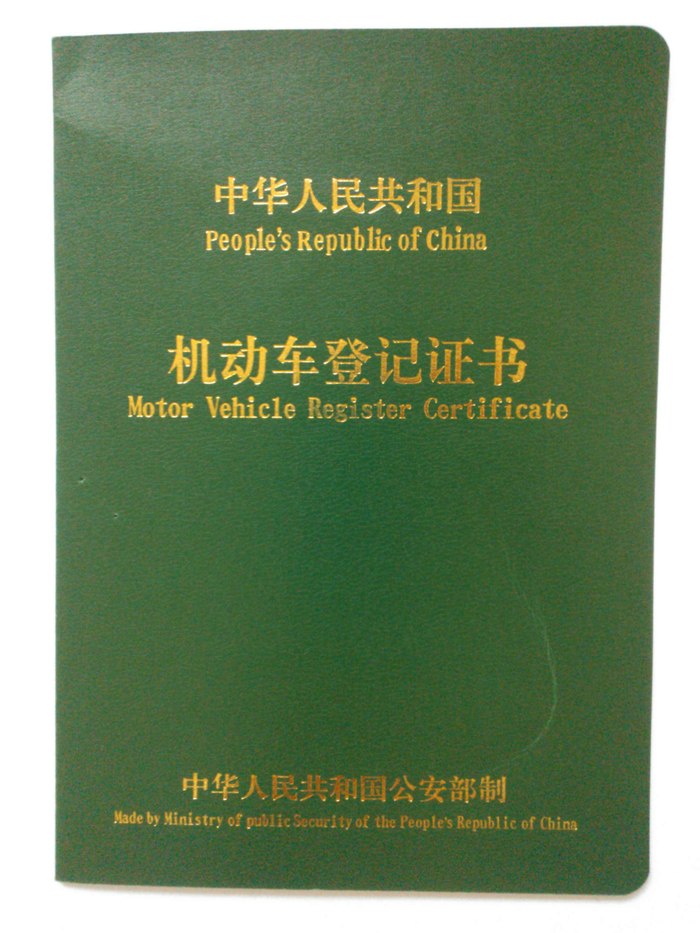 中华人民共和国
People's Republic of China
机动车登记证书
Motor Vehicle Register Certificate
中华人民共和国公安部制
Made by Ministry of public Security of the People's Republic of China